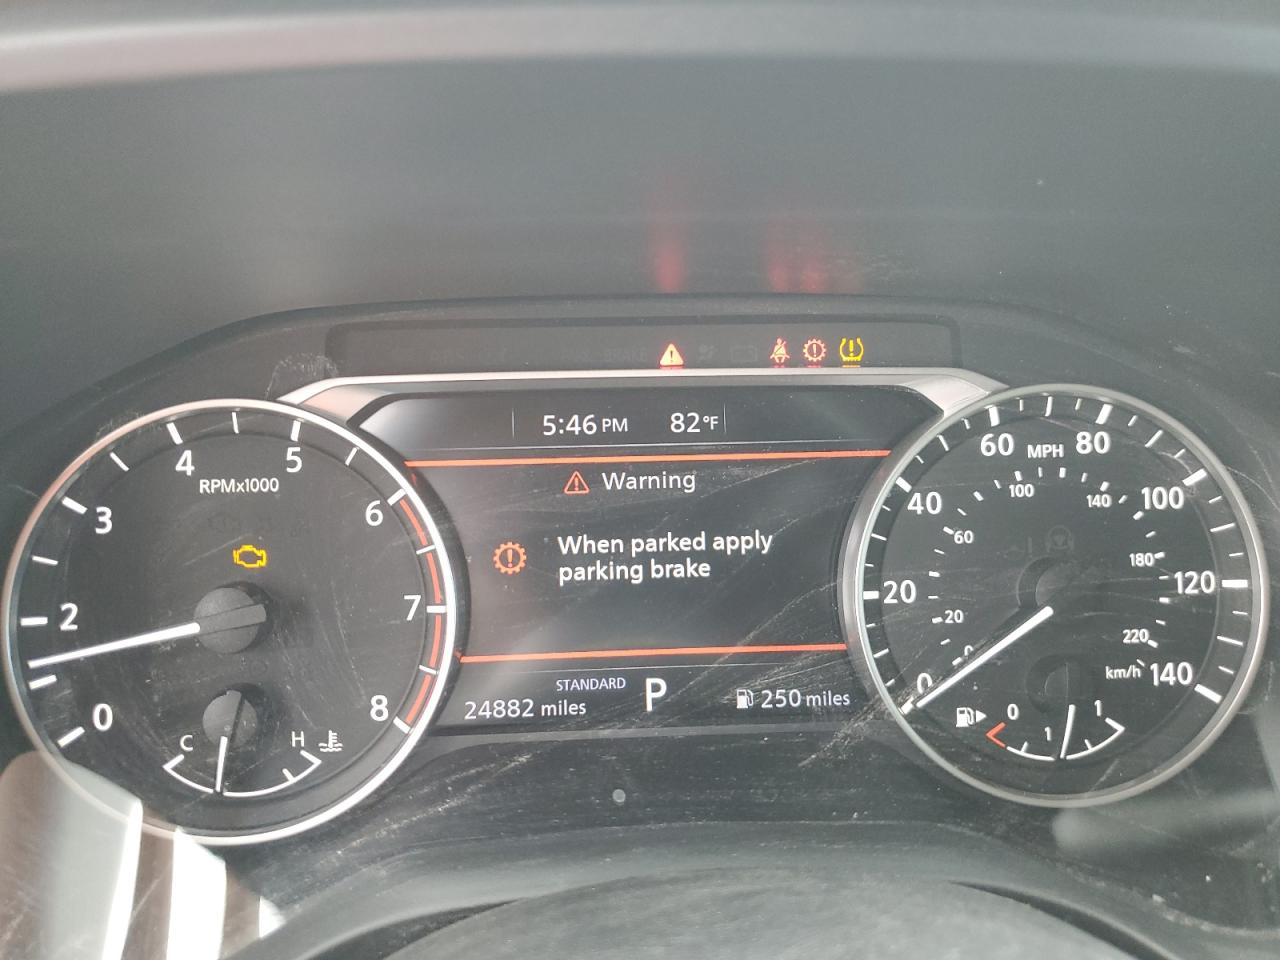 5:46 PM 82°F
Warning
When parked apply
parking brake
STANDARD
24882 miles
P
250 miles
RPMx1000
0
2
3
4
5
6
7
8
C
H
MPH
0
20
40
60
80
100
120
140
0
20
60
100
140
180
220
km/h
0
1
1